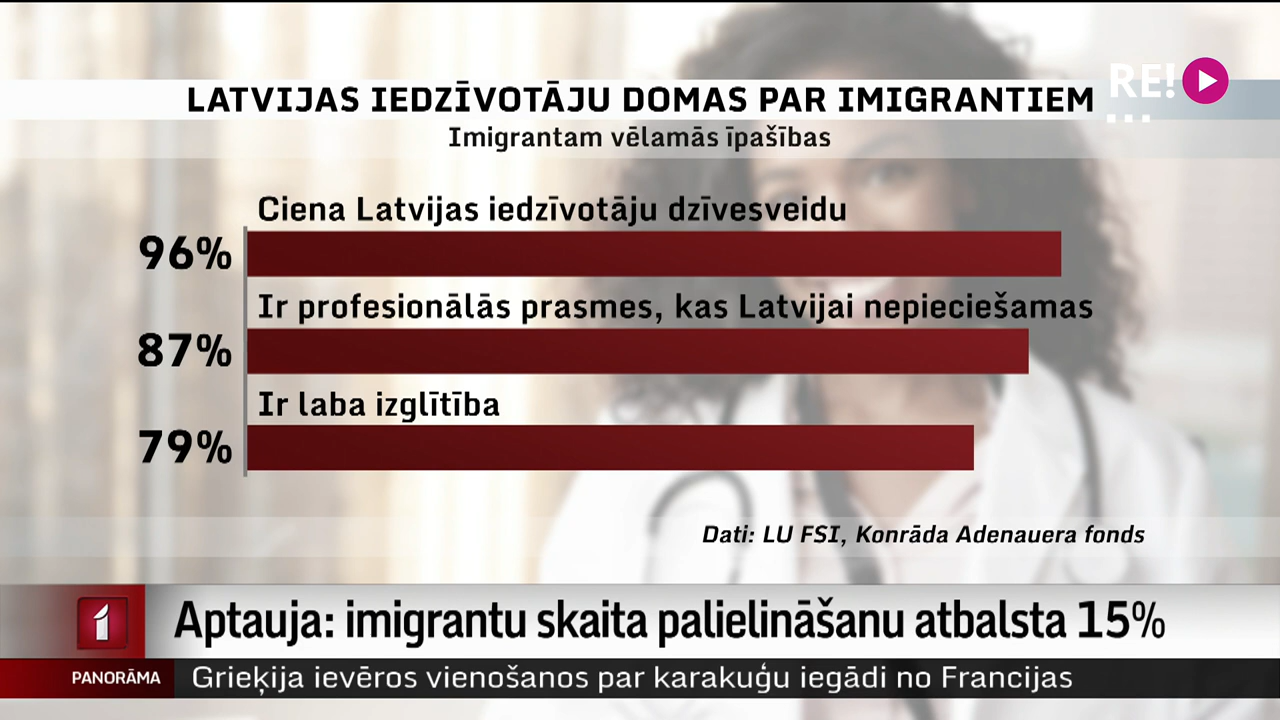 LATVIJAS IEDZĪVOTĀJU DOMAS PAR IMIGRANTIEM
RE!
Imigrantam vēlamās īpašības
Ciena Latvijas iedzīvotāju dzīvesveidu
96%
Ir profesionālās prasmes, kas Latvijai nepieciešamas
87%
Ir laba izglītība
79%
Dati: LU FSI, Konrāda Adenauera fonds
1
Aptauja: imigrantu skaita palielināšanu atbalsta 15%
PANORĀMA
Grieķija ievēros vienošanos par karakuģu iegādi no Francijas